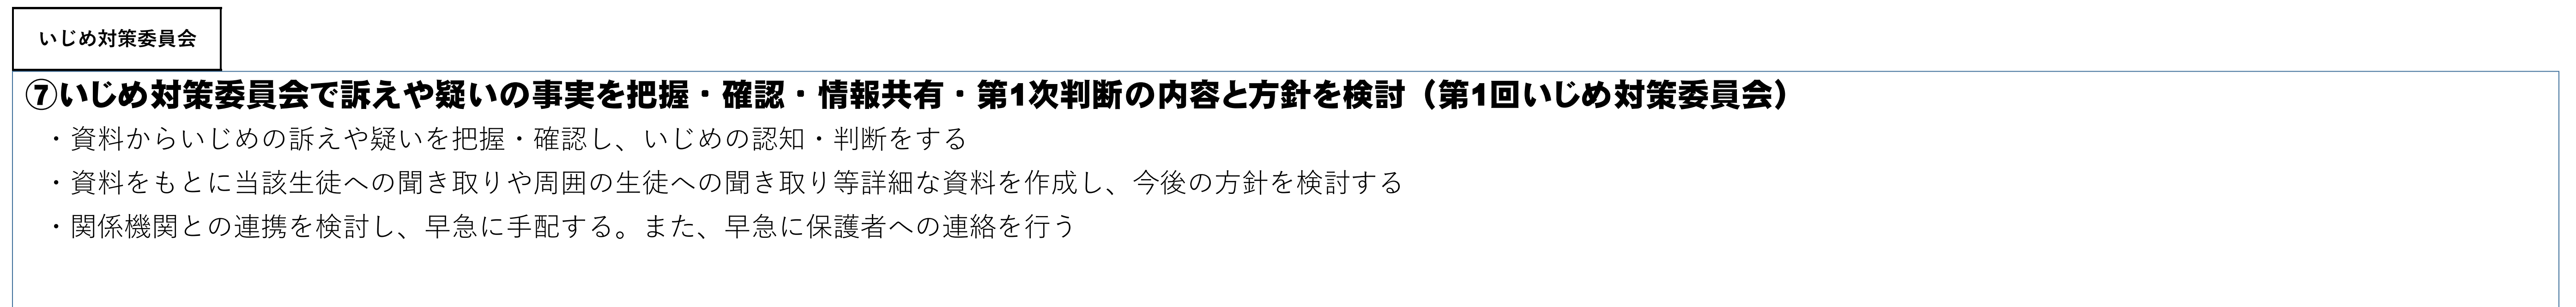 いじめ対策委員会
⑦いじめ対策委員会で訴えや疑いの事実を把握・確認・情報共有・第1次判断の内容と方針を検討（第1回いじめ対策委員会）
・資料からいじめの訴えや疑いを把握・確認し、いじめの認知・判断をする
・資料をもとに当該生徒への聞き取りや周囲の生徒への聞き取り等詳細な資料を作成し、今後の方針を検討する
・関係機関との連携を検討し、早急に手配する。また、早急に保護者への連絡を行う